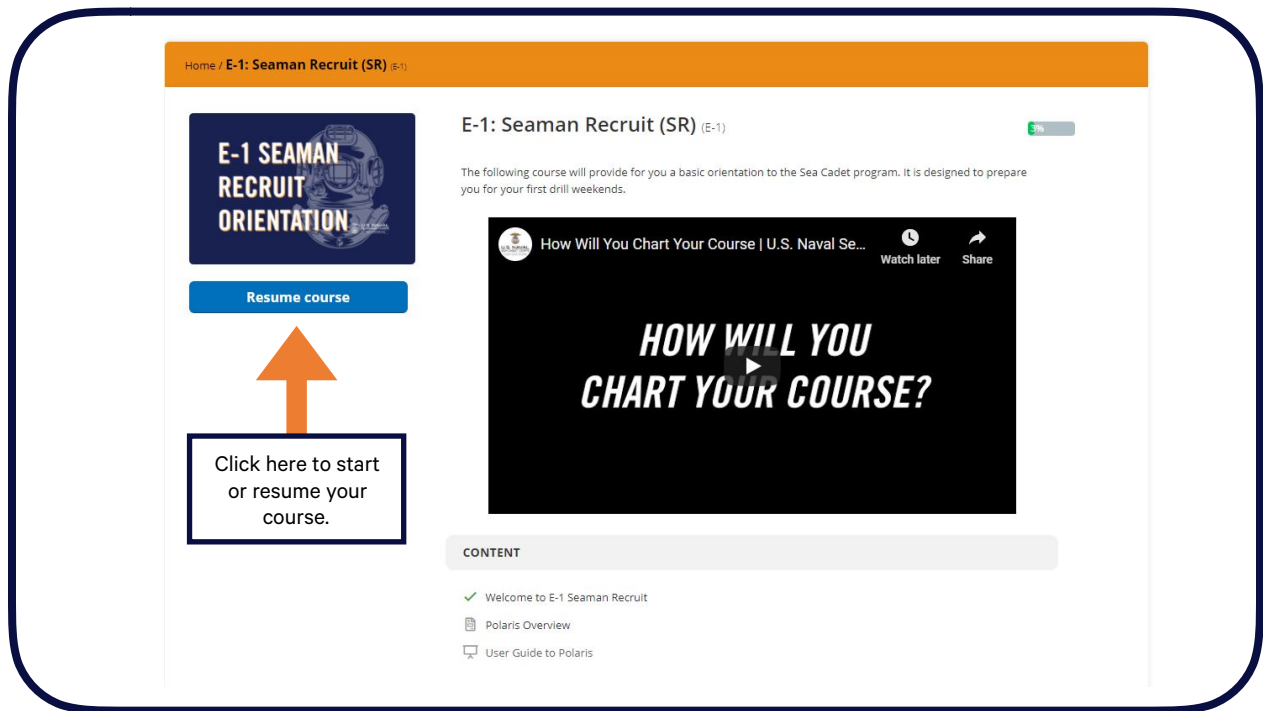 Home / E-1: Seaman Recruit (SR) (E-1)
E-1 SEAMAN
RECRUIT
ORIENTATION
Resume course
Click here to start
or resume your
course.
E-1: Seaman Recruit (SR) (E-1)
3%
The following course will provide for you a basic orientation to the Sea Cadet program. It is designed to prepare
you for your first drill weekends.
How Will You Chart Your Course | U.S. Naval Se...
Watch later
Share
HOW WILL YOU
CHART YOUR COURSE?
CONTENT
Welcome to E-1 Seaman Recruit
Polaris Overview
User Guide to Polaris